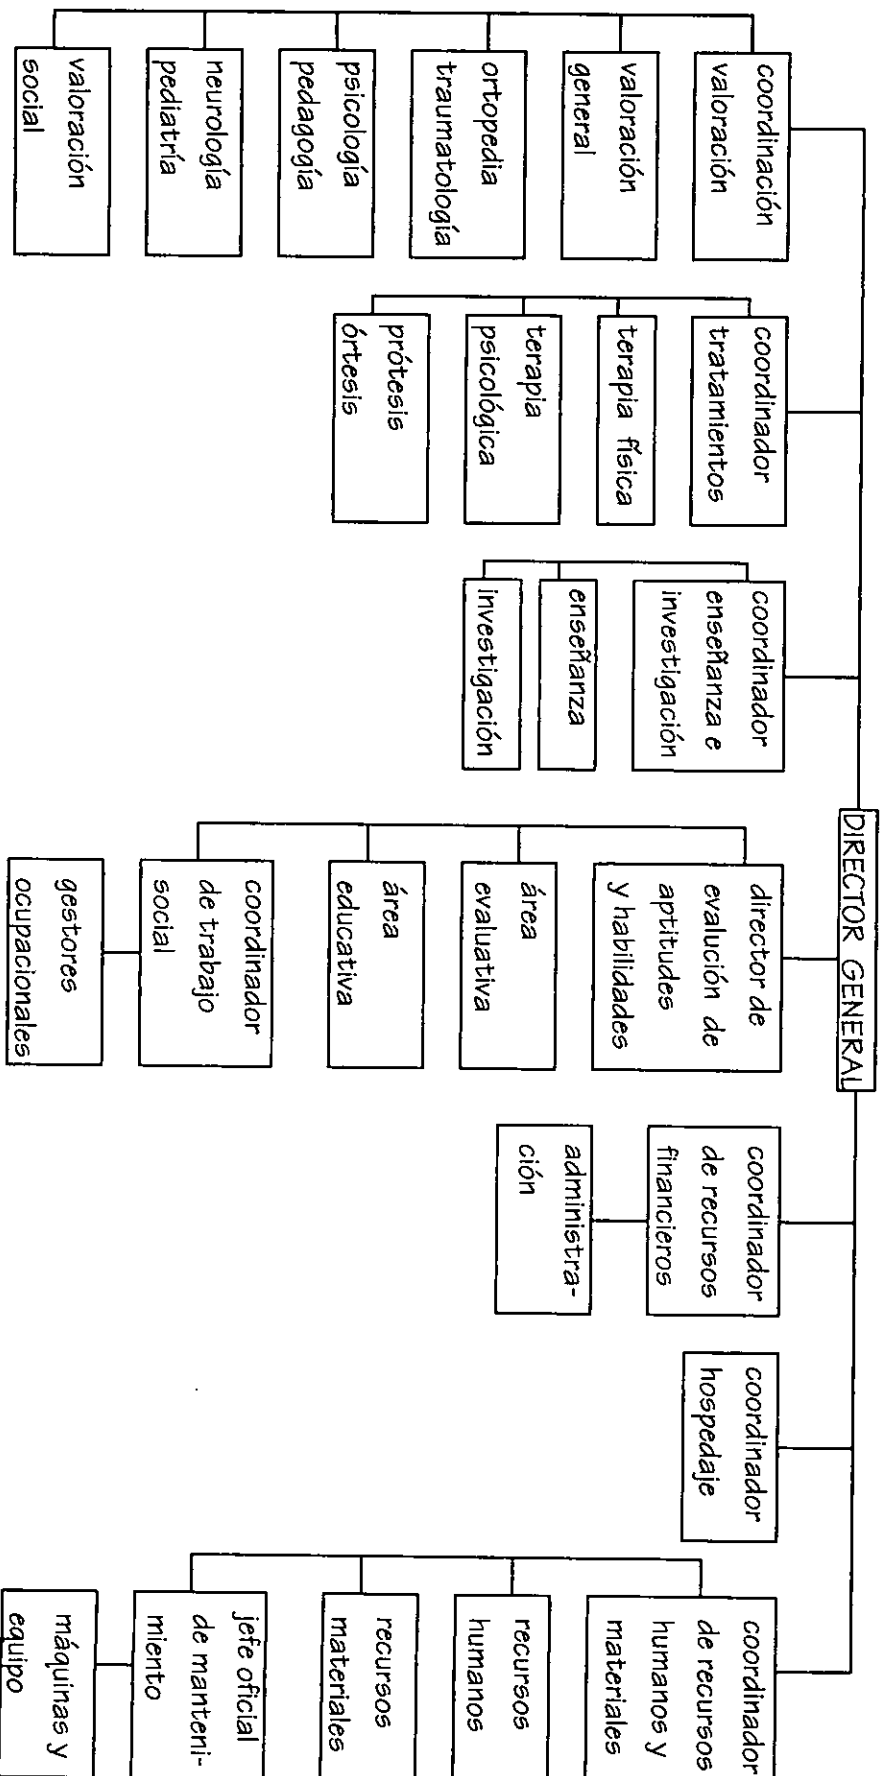 DIRECTOR GENERAL
coordinación
valoración
valoración
general
ortopedia
traumatología
psicología
pedagogía
neurología
pediatría
valoración
social
coordinador
tratamientos
terapia física
terapia
psicológica
prótesis
órtesis
coordinador
enseñanza e
investigación
enseñanza
investigación
director de
evalución de
aptitudes
y habilidades
área
evaluativa
área
educativa
coordinador
de trabajo
social
gestores
ocupacionales
coordinador
de recursos
financieros
administra-
ción
coordinador
hospedaje
coordinador
de recursos
humanos y
materiales
recursos
humanos
recursos
materiales
jefe oficial
de manteni-
miento
máquinas y
equipo